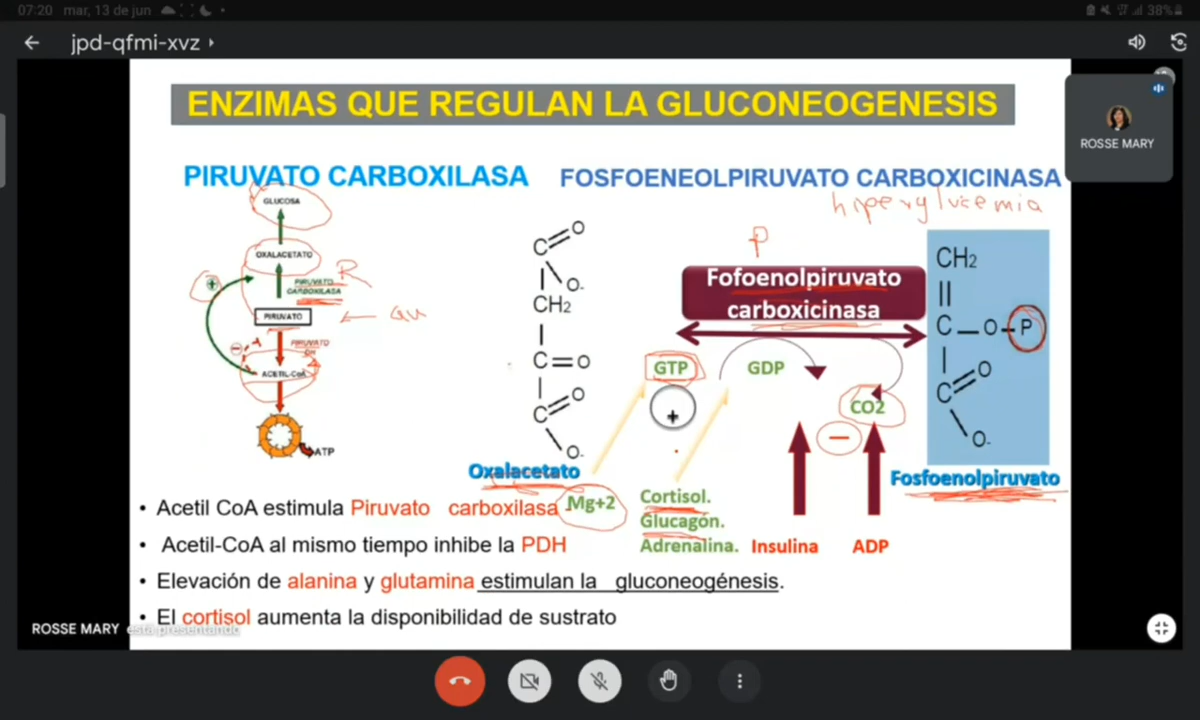 07:20 mar, 13 de jun
38%
jpd-qfmi-xvz
ENZIMAS QUE REGULAN LA GLUCONEOGENESIS
ROSSE MARY
PIRUVATO CARBOXILASA
FOSFOENEOLPIRUVATO CARBOXICINASA
hiperglucemia
GLUCOSA
OXALACETATO
R
PIRUVATO
CARBOXILASA
PIRUVATO
PIRUVATO
DH
ACETIL-CoA
ATP
+
−
C
O
O-
CH2
C=O
C
O
O-
Oxalacetato
P
Fofoenolpiruvato
carboxicinasa
GTP
GDP
+
CO2
−
CH2
C—O—P
C
O
O-
Fosfoenolpiruvato
Mg+2
Cortisol.
Glucagón.
Adrenalina.
Insulina
ADP
• Acetil CoA estimula Piruvato carboxilasa
• Acetil-CoA al mismo tiempo inhibe la PDH
• Elevación de alanina y glutamina estimulan la gluconeogénesis.
• El cortisol aumenta la disponibilidad de sustrato
ROSSE MARY está presentando